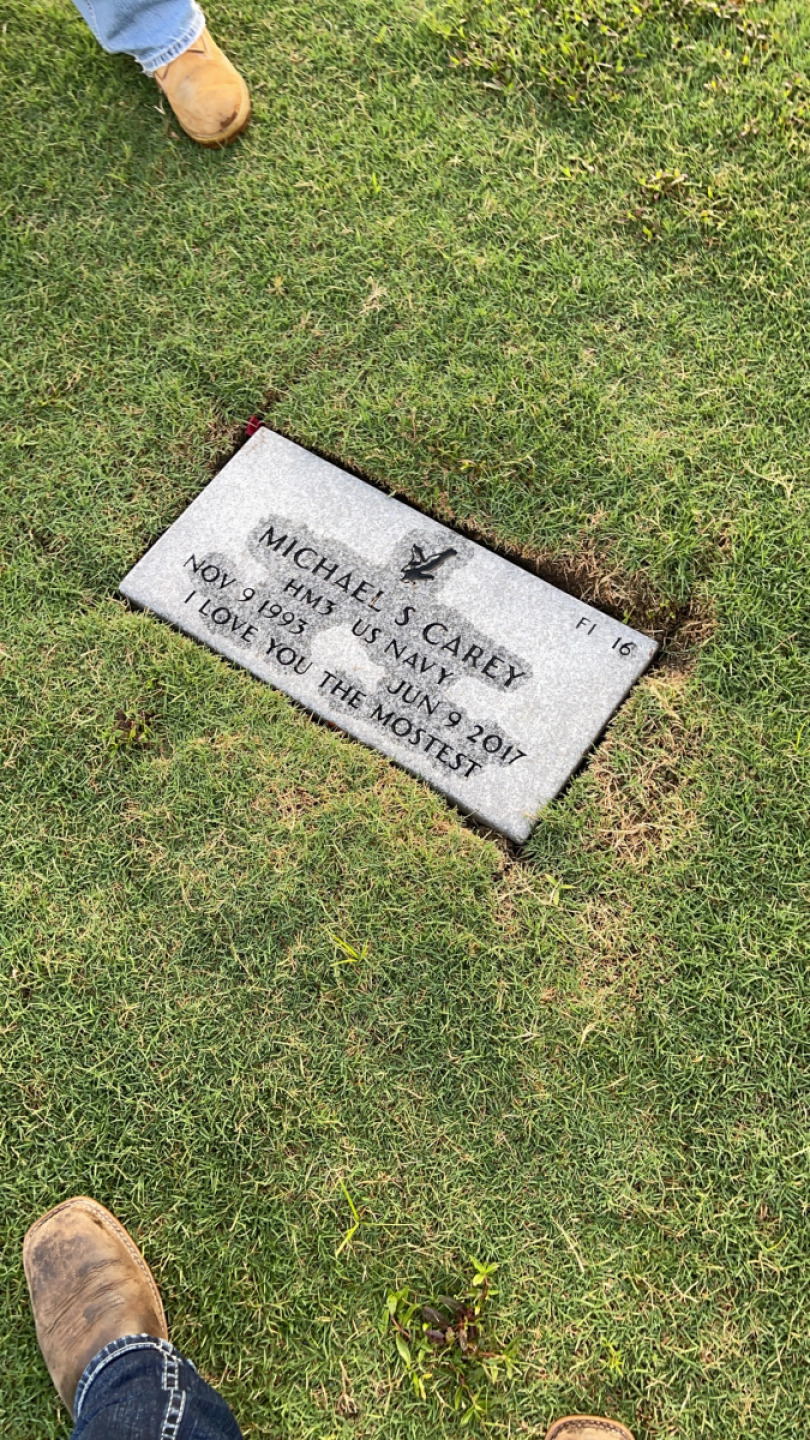 F1 16
MICHAEL S CAREY
HM3 US NAVY
NOV 9 1993 JUN 9 2017
I LOVE YOU THE MOSTEST